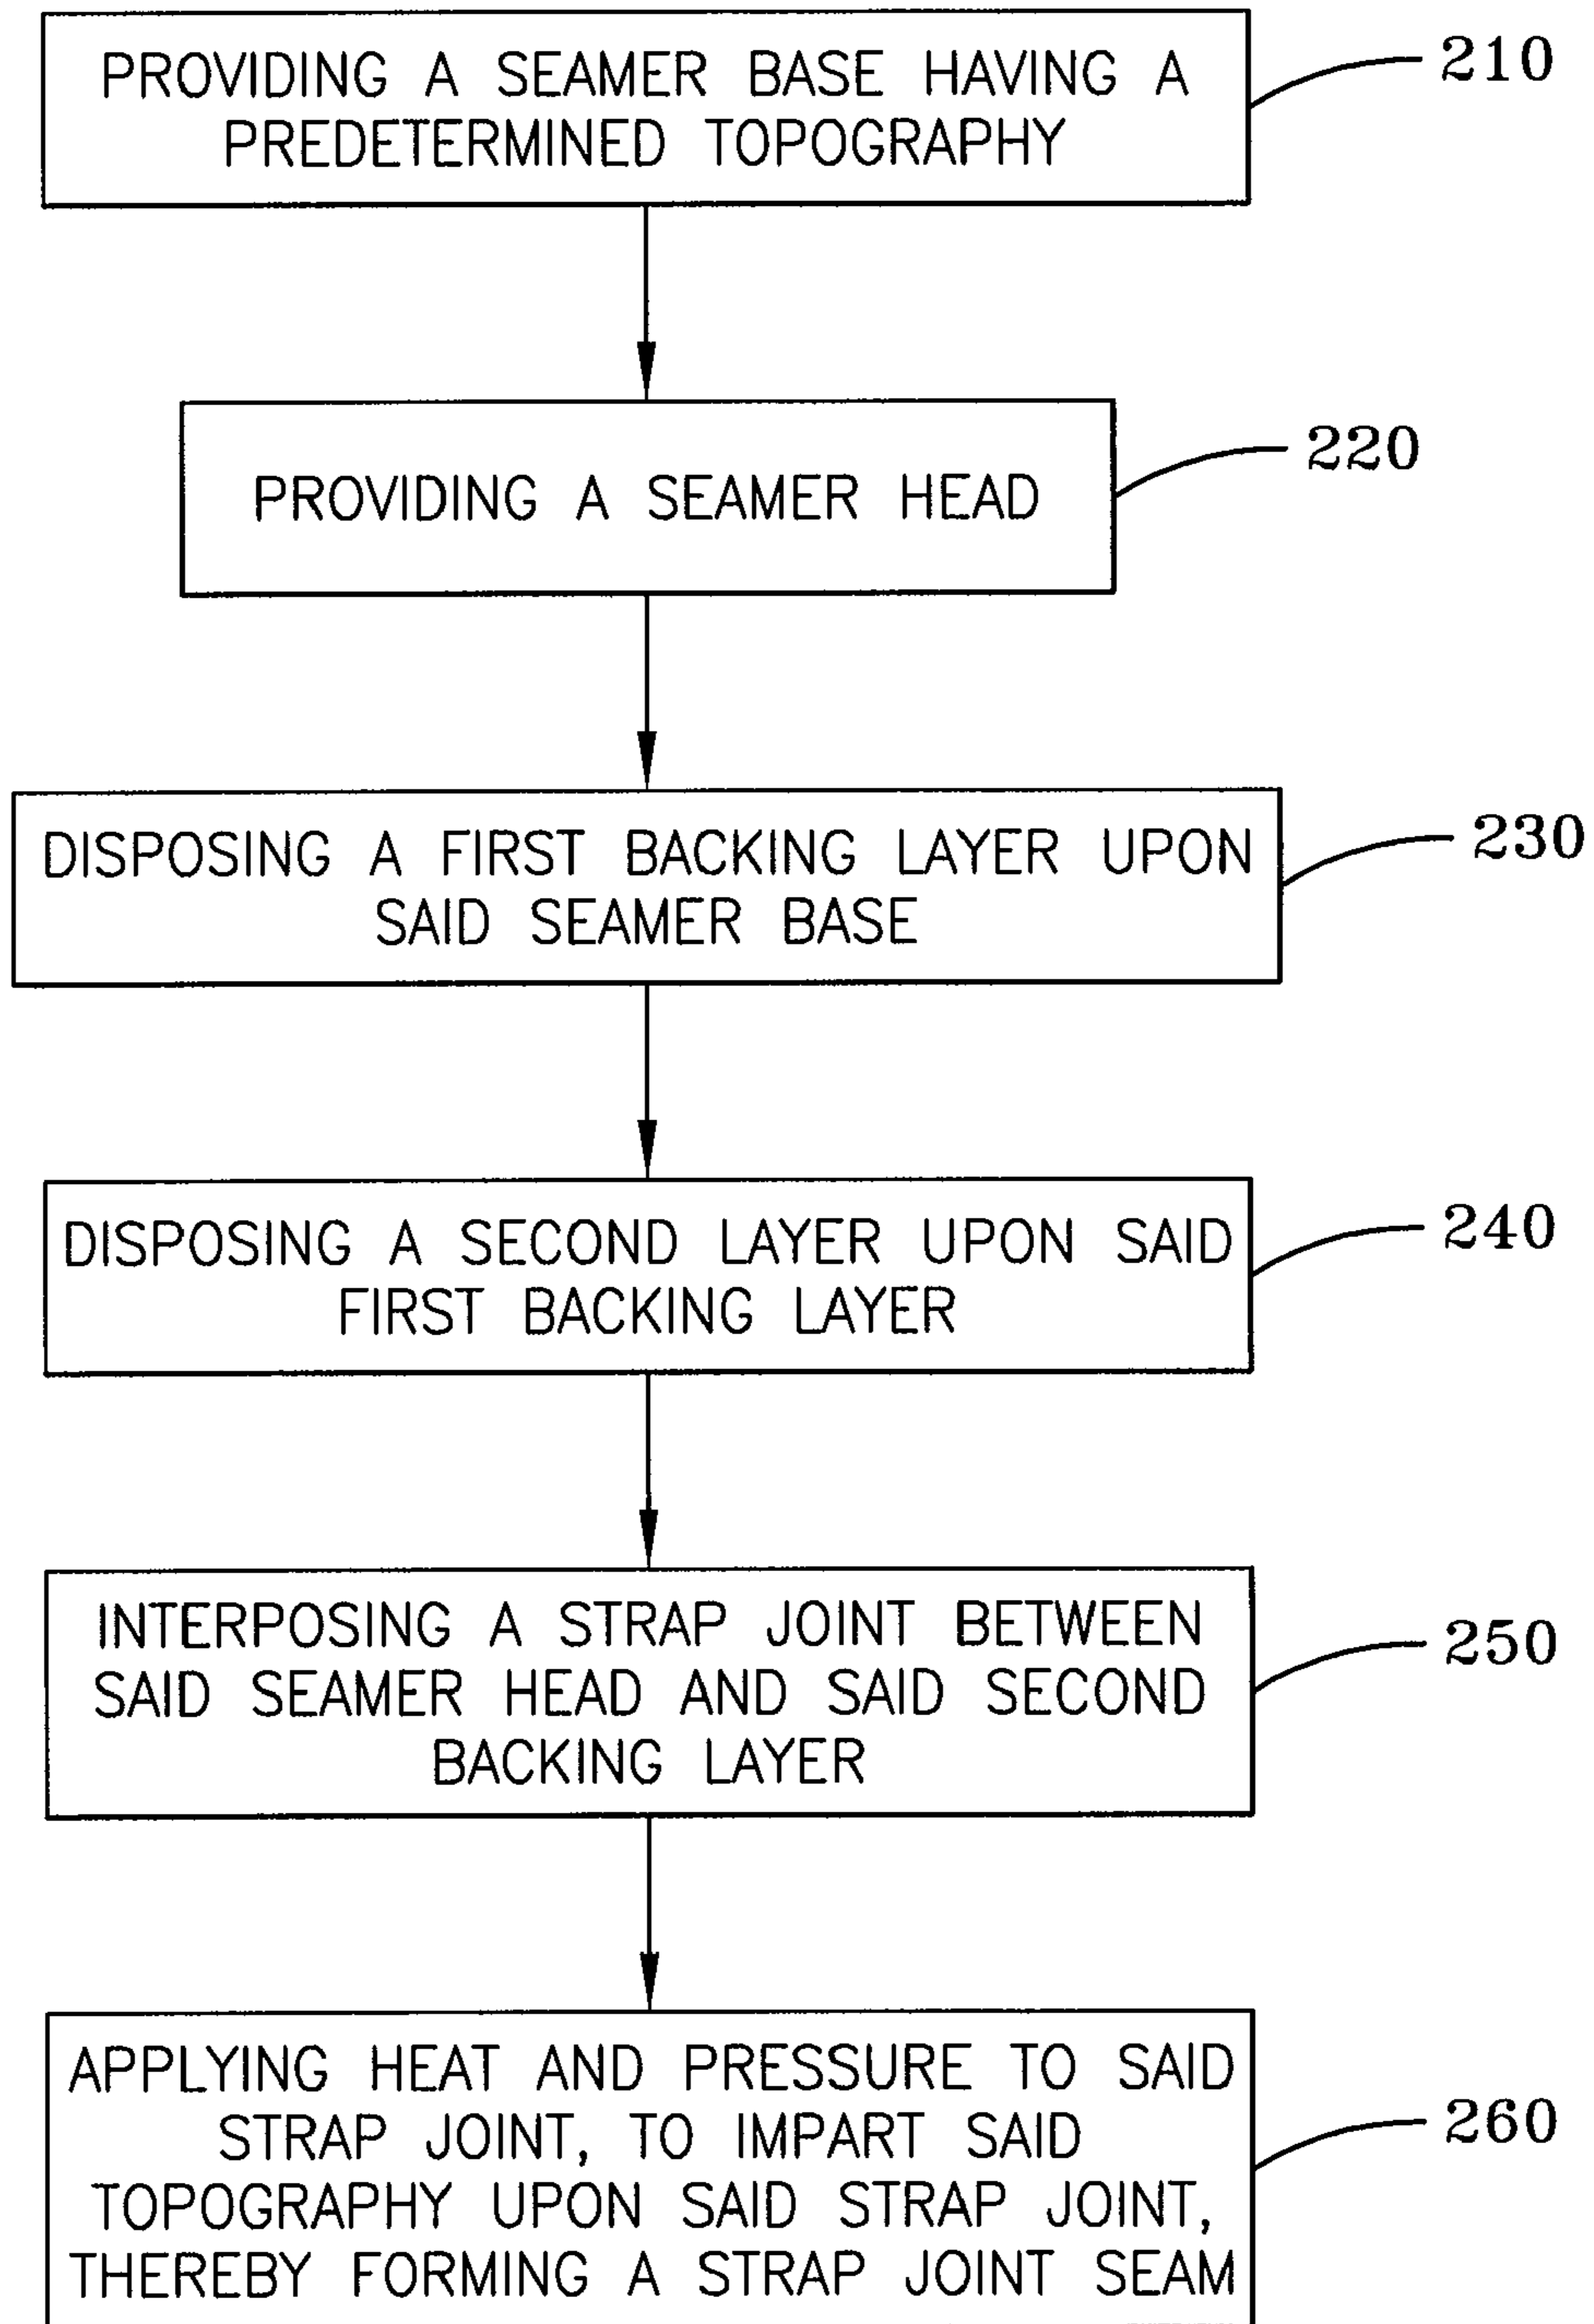 PROVIDING A SEAMER BASE HAVING A
PREDETERMINED TOPOGRAPHY
210
PROVIDING A SEAMER HEAD
220
DISPOSING A FIRST BACKING LAYER UPON
SAID SEAMER BASE
230
DISPOSING A SECOND LAYER UPON SAID
FIRST BACKING LAYER
240
INTERPOSING A STRAP JOINT BETWEEN
SAID SEAMER HEAD AND SAID SECOND
BACKING LAYER
250
APPLYING HEAT AND PRESSURE TO SAID
STRAP JOINT, TO IMPART SAID
TOPOGRAPHY UPON SAID STRAP JOINT,
THEREBY FORMING A STRAP JOINT SEAM
260